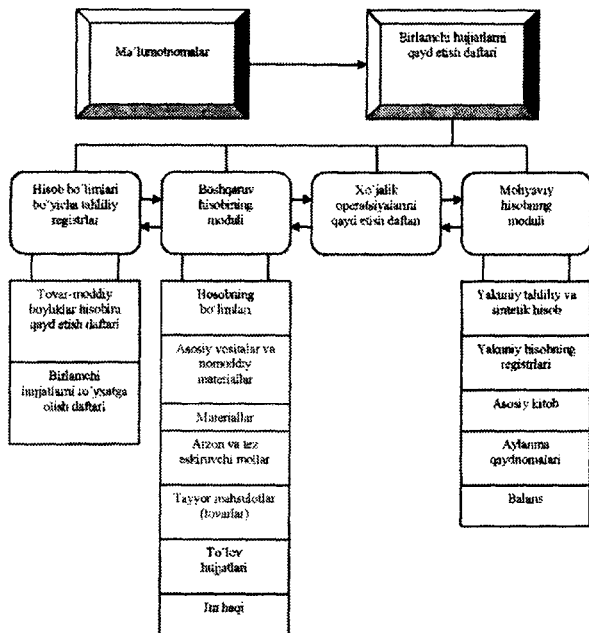 Ma'lumotnomalar
Birlamchi hujjatlarni
qayd etish daftari
Hisob bo'limlari
bo'yicha tahliliy
registrlar
Boshqaruv
hisobining
moduli
Xo'jalik
operatsiyalarini
qayd etish daftari
Moliyaviy
hisobning
moduli
Tovar-moddiy
boyliklar hisobini
qayd etish daftari
Birlamchi
hujjatlarni ro'yxatga
olish daftari
Hosobning
bo'limlari
Asosiy vositalar va
nomoddiy
materiallar
Materiallar
Arzon va tez
eskiruvchi mollar
Tayyor mahsulotlar
(tovarlar)
To'lov
hujjatlari
Ish haqi
Yakuniy tahliliy va
sintetik hisob
Yakuniy hisobning
registrlari
Asosiy kitob
Aylanma
qaydnomalari
Balans